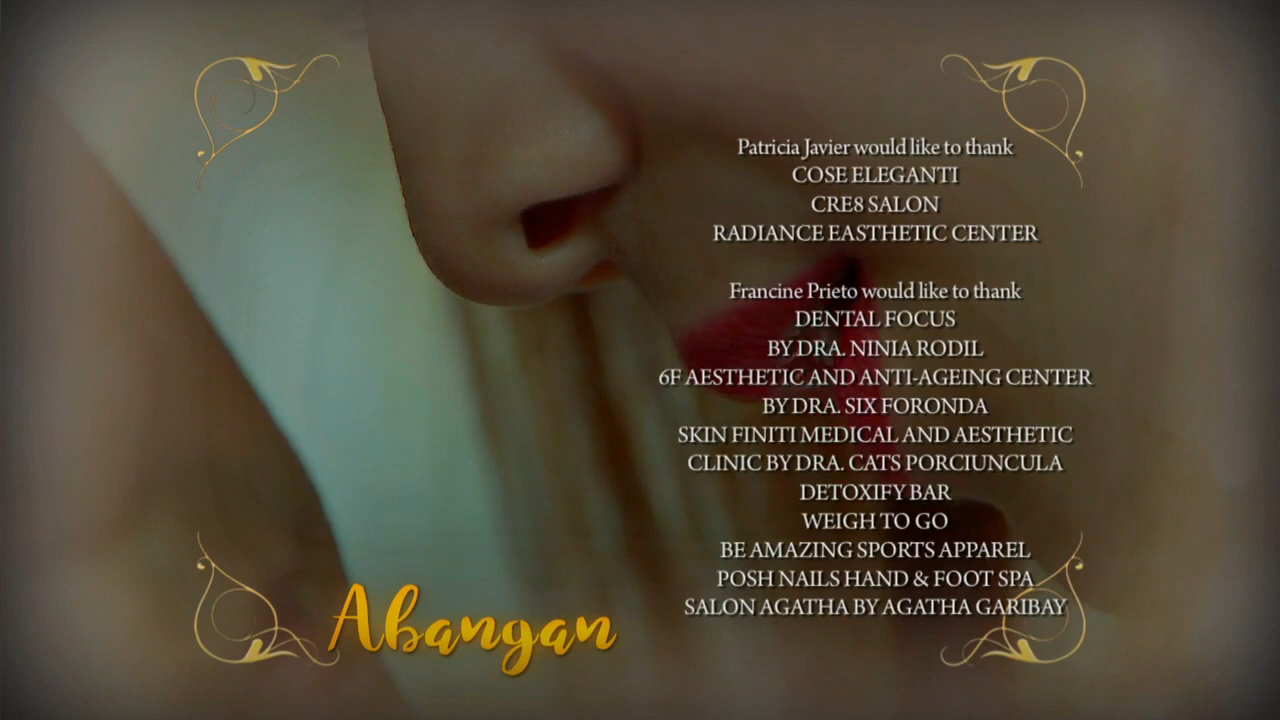 Patricia Javier would like to thank
COSE ELEGANTI
CRE8 SALON
RADIANCE EASTHETIC CENTER
Francine Prieto would like to thank
DENTAL FOCUS
BY DRA. NINIA RODIL
6F AESTHETIC AND ANTI-AGEING CENTER
BY DRA. SIX FORONDA
SKIN FINITI MEDICAL AND AESTHETIC
CLINIC BY DRA. CATS PORCIUNCULA
DETOXIFY BAR
WEIGH TO GO
BE AMAZING SPORTS APPAREL
POSH NAILS HAND & FOOT SPA
SALON AGATHA BY AGATHA GARIBAY
Abangan